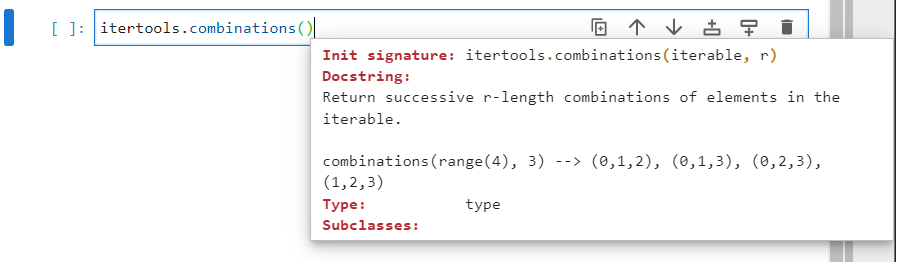 [ ]: itertools.combinations()
Init signature: itertools.combinations(iterable, r)
Docstring:
Return successive r-length combinations of elements in the
iterable.
combinations(range(4), 3) --> (0,1,2), (0,1,3), (0,2,3),
(1,2,3)
Type: type
Subclasses: